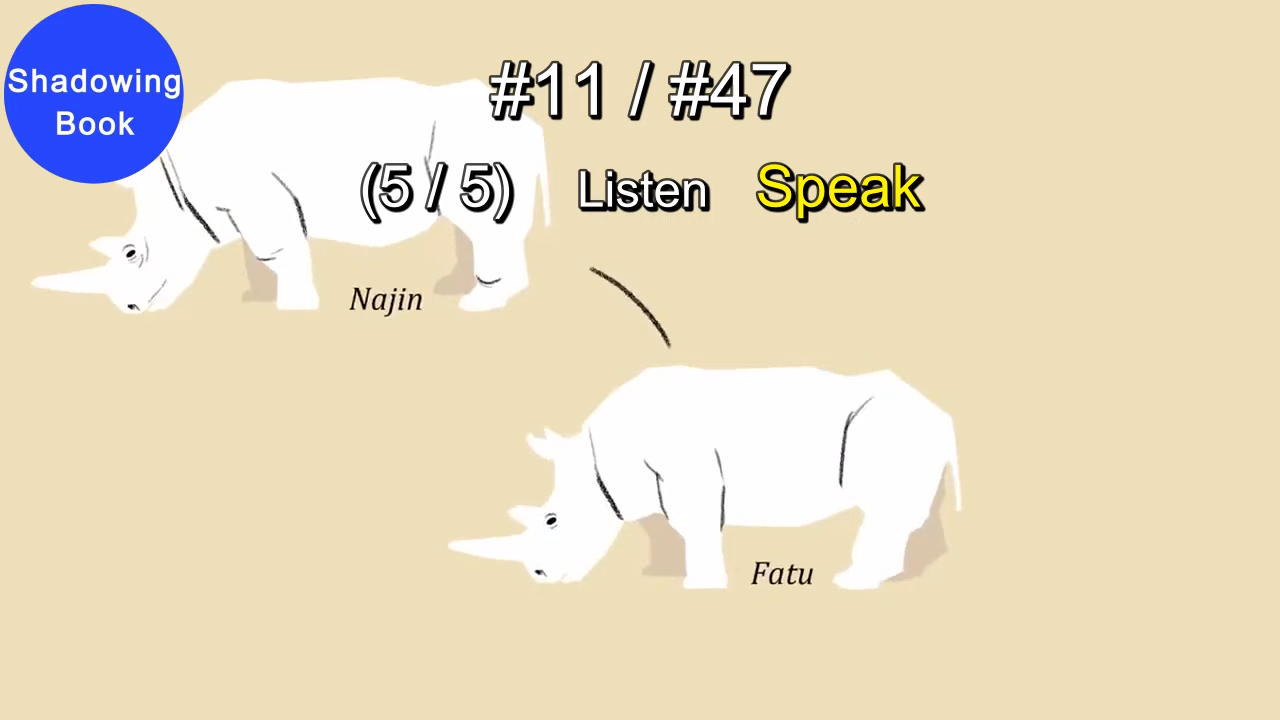 Shadowing
Book
#11 / #47
(5 / 5) Listen Speak
Najin
Fatu